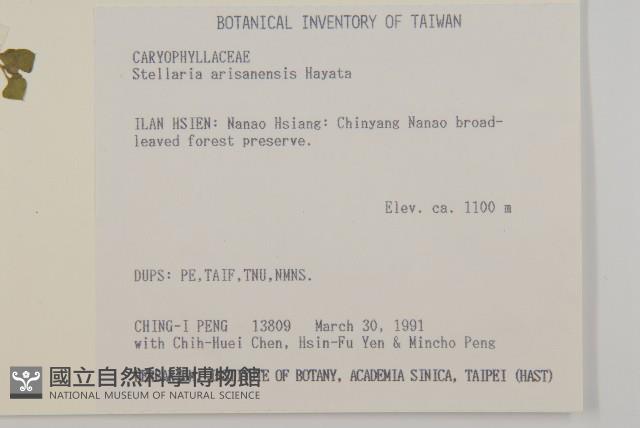 BOTANICAL INVENTORY OF TAIWAN
CARYOPHYLLACEAE
Stellaria arisanensis Hayata
ILAN HSIEN: Nanao Hsiang: Chinyang Nanao broad-
leaved forest preserve.
Elev. ca. 1100 m
DUPS: PE,TAIF,TNU,NMNS.
CHING-I PENG 13809 March 30, 1991
with Chih-Huei Chen, Hsin-Fu Yen & Mincho Peng
OF BOTANY, ACADEMIA SINICA, TAIPEI (HAST)
國立自然科學博物館
NATIONAL MUSEUM OF NATURAL SCIENCE